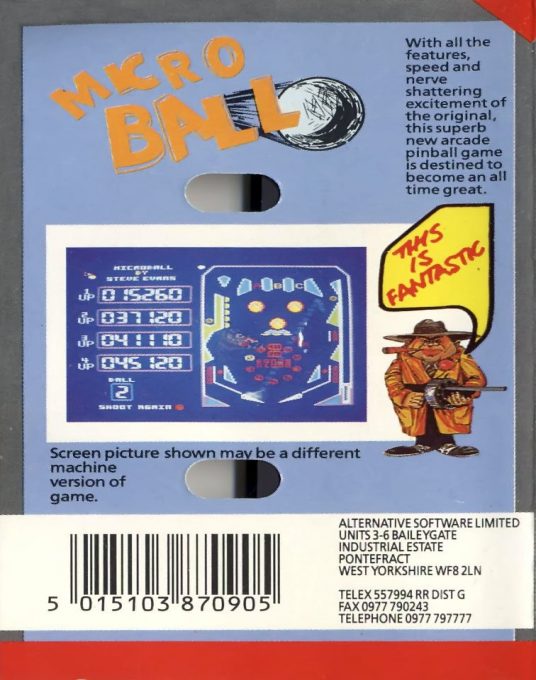 MICRO
BALL
With all the
features,
speed and
nerve
shattering
excitement of
the original,
this superb
new arcade
pinball game
is destined to
become an all
time great.
THIS
IS
FANTASTIC
MICROBALL
BY
STEVE EVANS
1
UP 015260
2
UP 037120
3
UP 041110
4
UP 045120
BALL
2
SHOOT AGAIN
A B C
Screen picture shown may be a different
machine
version of
game.
ALTERNATIVE SOFTWARE LIMITED
UNITS 3-6 BAILEYGATE
INDUSTRIAL ESTATE
PONTEFRACT
WEST YORKSHIRE WF8 2LN
TELEX 557994 RR DIST G
FAX 0977 790243
TELEPHONE 0977 797777
5 015103 870905